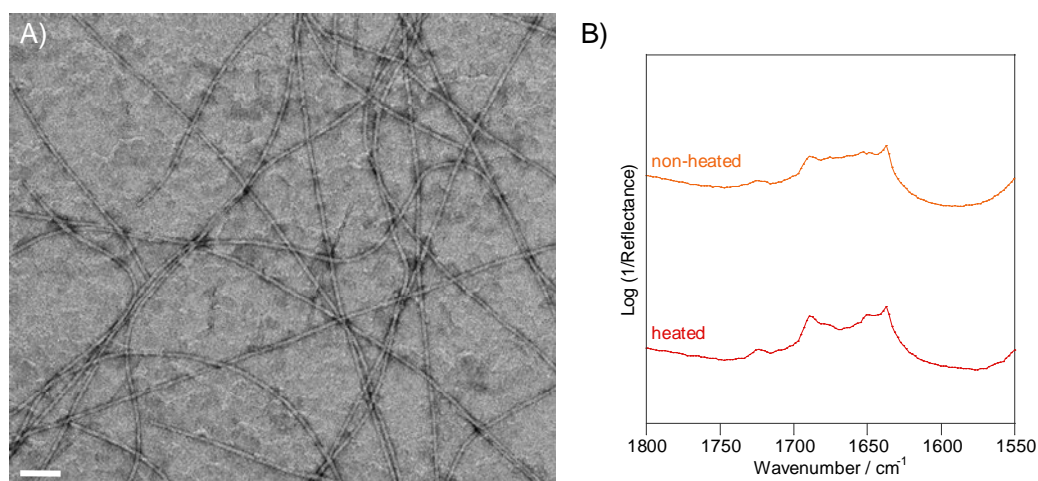 A)
B)
non-heated
heated
Log (1/Reflectance)
1800 1750 1700 1650 1600 1550
Wavenumber / cm⁻¹